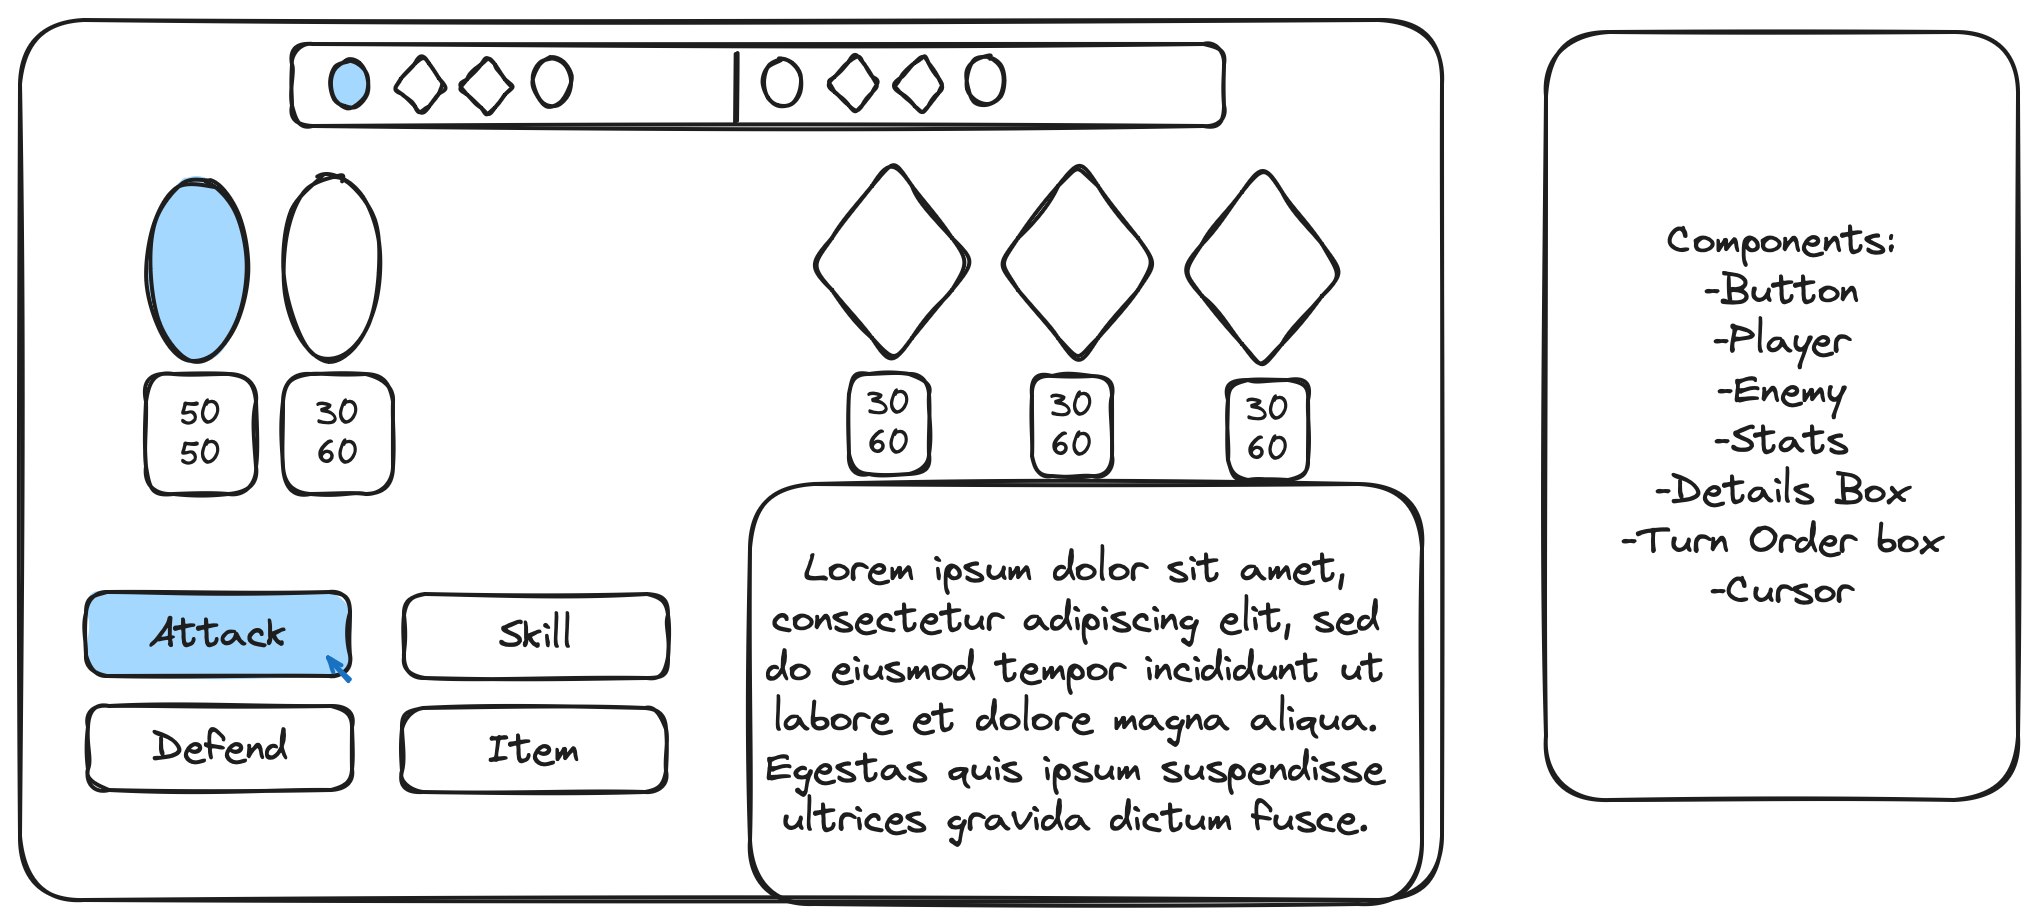 50
50
30
60
30
60
30
60
30
60
Attack
Skill
Defend
Item
Lorem ipsum dolor sit amet,
consectetur adipiscing elit, sed
do eiusmod tempor incididunt ut
labore et dolore magna aliqua.
Egestas quis ipsum suspendisse
ultrices gravida dictum fusce.
Components:
-Button
-Player
-Enemy
-Stats
-Details Box
-Turn Order box
-Cursor